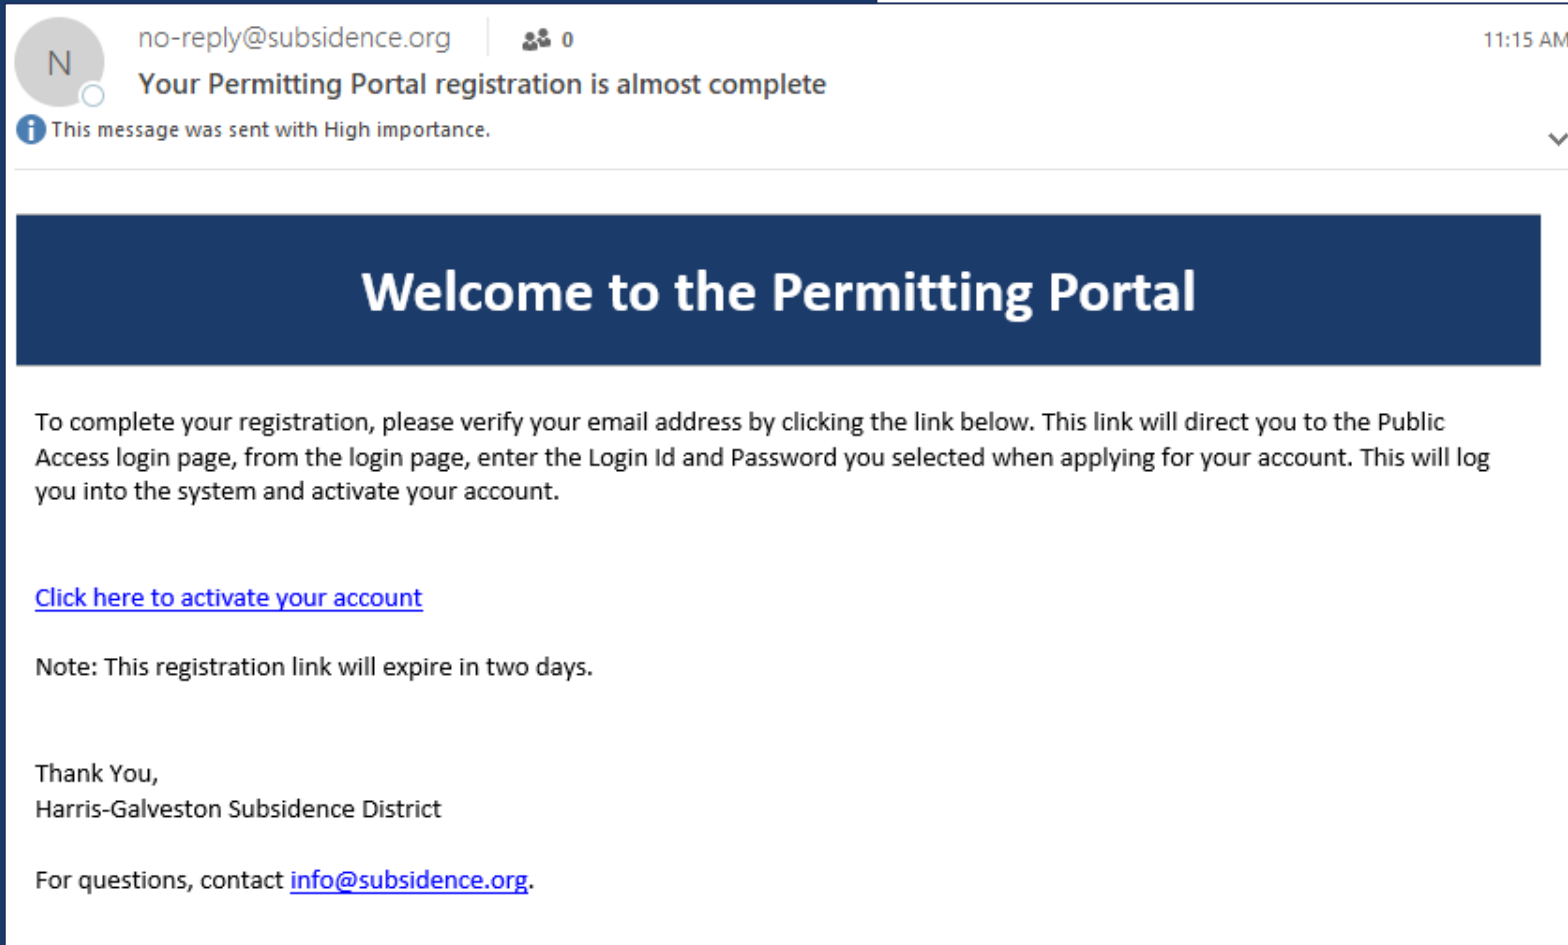 N
no-reply@subsidence.org
0
11:15 AM
Your Permitting Portal registration is almost complete
This message was sent with High importance.
Welcome to the Permitting Portal
To complete your registration, please verify your email address by clicking the link below. This link will direct you to the Public
Access login page, from the login page, enter the Login Id and Password you selected when applying for your account. This will log
you into the system and activate your account.
Click here to activate your account
Note: This registration link will expire in two days.
Thank You,
Harris-Galveston Subsidence District
For questions, contact info@subsidence.org.